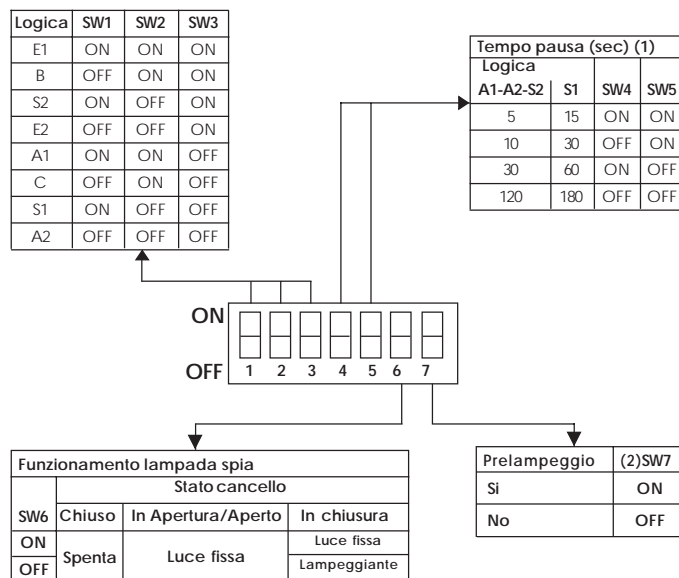 Logica SW1 SW2 SW3
E1 ON ON ON
B OFF ON ON
S2 ON OFF ON
E2 OFF OFF ON
A1 ON ON OFF
C OFF ON OFF
S1 ON OFF OFF
A2 OFF OFF OFF
Tempo pausa (sec) (1)
Logica
A1-A2-S2 S1 SW4 SW5
5 15 ON ON
10 30 OFF ON
30 60 ON OFF
120 180 OFF OFF
ON
OFF 1 2 3 4 5 6 7
Funzionamento lampada spia
Stato cancello
SW6 Chiuso In Apertura/Aperto In chiusura
ON Spenta Luce fissa Luce fissa
OFF Lampeggiante
Prelampeggio (2)SW7
Si ON
No OFF